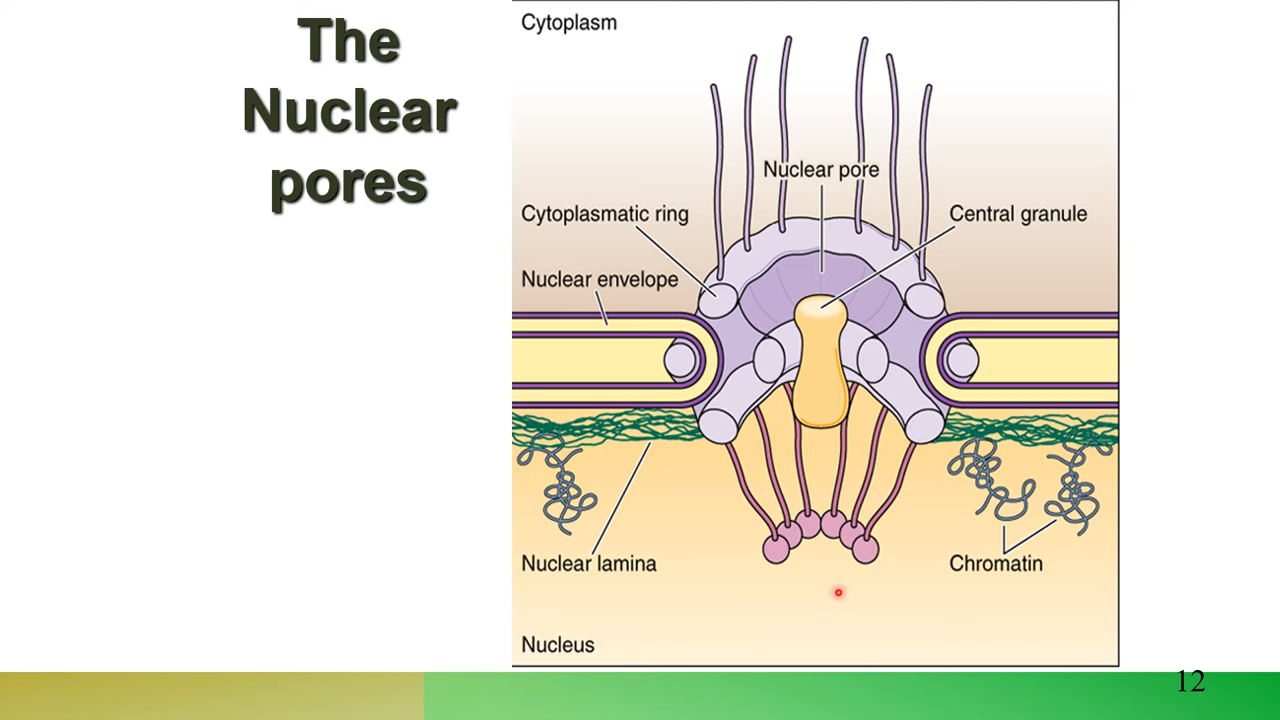 The
Nuclear
pores
Cytoplasm
Nuclear pore
Cytoplasmatic ring
Central granule
Nuclear envelope
Nuclear lamina
Chromatin
Nucleus
12